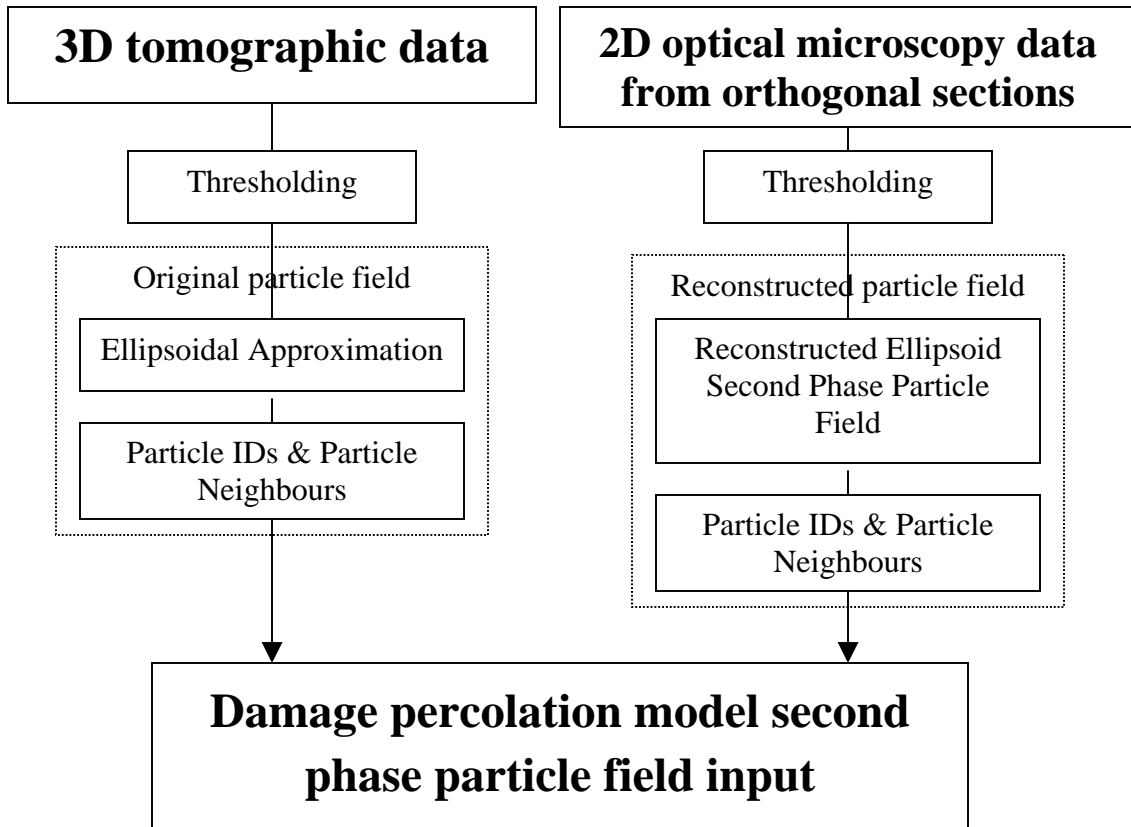 3D tomographic data
Thresholding
Original particle field
Ellipsoidal Approximation
Particle IDs & Particle
Neighbours
2D optical microscopy data
from orthogonal sections
Thresholding
Reconstructed particle field
Reconstructed Ellipsoid
Second Phase Particle
Field
Particle IDs & Particle
Neighbours
Damage percolation model second
phase particle field input